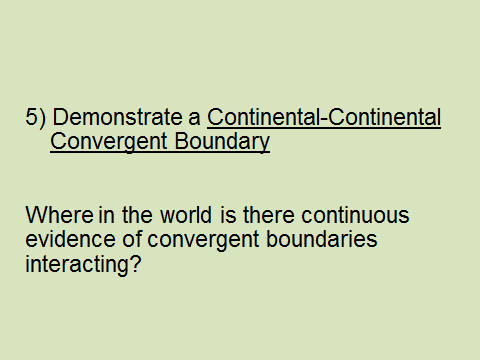 5) Demonstrate a Continental-Continental
Convergent Boundary
Where in the world is there continuous
evidence of convergent boundaries
interacting?